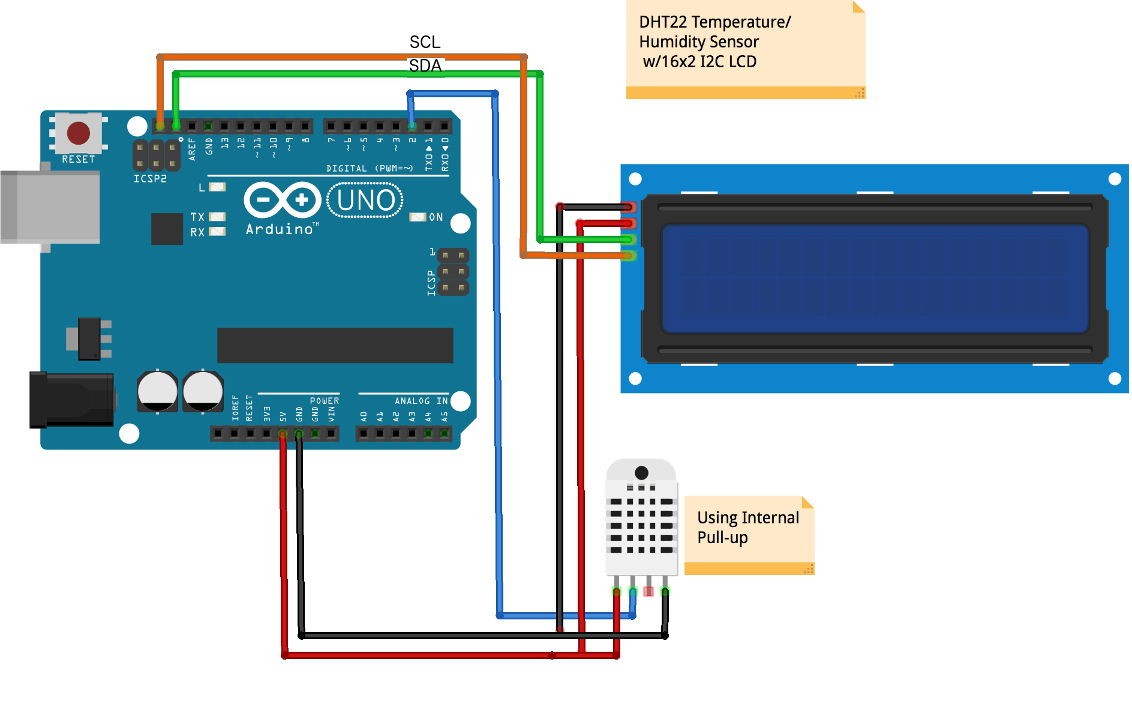 DHT22 Temperature/
Humidity Sensor
w/16x2 I2C LCD
SCL
SDA
RESET
ICSP2
AREF
GND
13
12
~11
~10
~9
8
7
~6
~5
4
~3
2
TX0▶1
RX0◀0
DIGITAL (PWM=~)
L
TX
RX
UNO
Arduino™
ON
1
ICSP
IOREF
RESET
3V3
5V
GND
GND
VIN
POWER
ANALOG IN
A0
A1
A2
A3
A4
A5
Using Internal
Pull-up